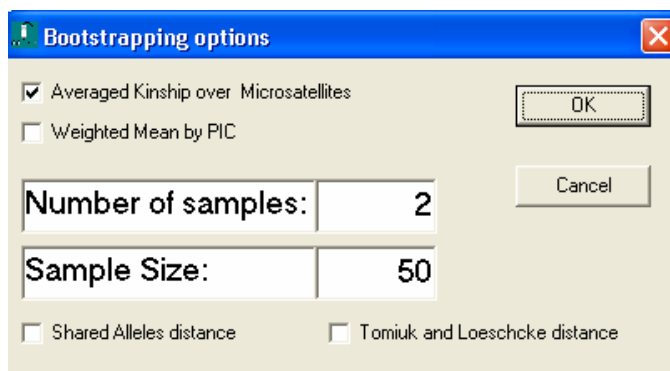 Bootstrapping options
Averaged Kinship over Microsatellites
OK
Weighted Mean by PIC
Cancel
Number of samples: 2
Sample Size: 50
Shared Alleles distance
Tomiuk and Loeschcke distance